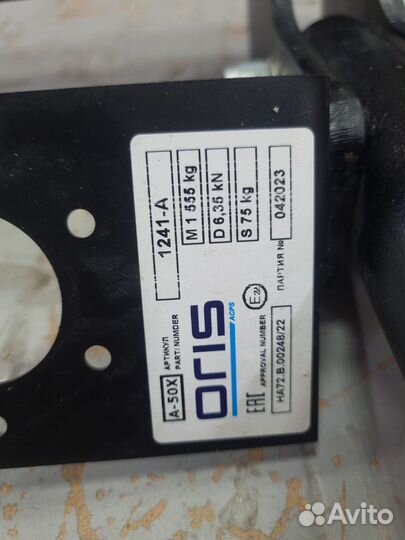 A-50X
АРТИКУЛ
PART/NUMDER
1241-A
oris
ACPS
M 1 555 kg
D 6,35 kN
S 75 kg
EAC
APPROVAL NUMBER
E22
HA72.B.00248/22
ПАРТИЯ №
042023
Avito